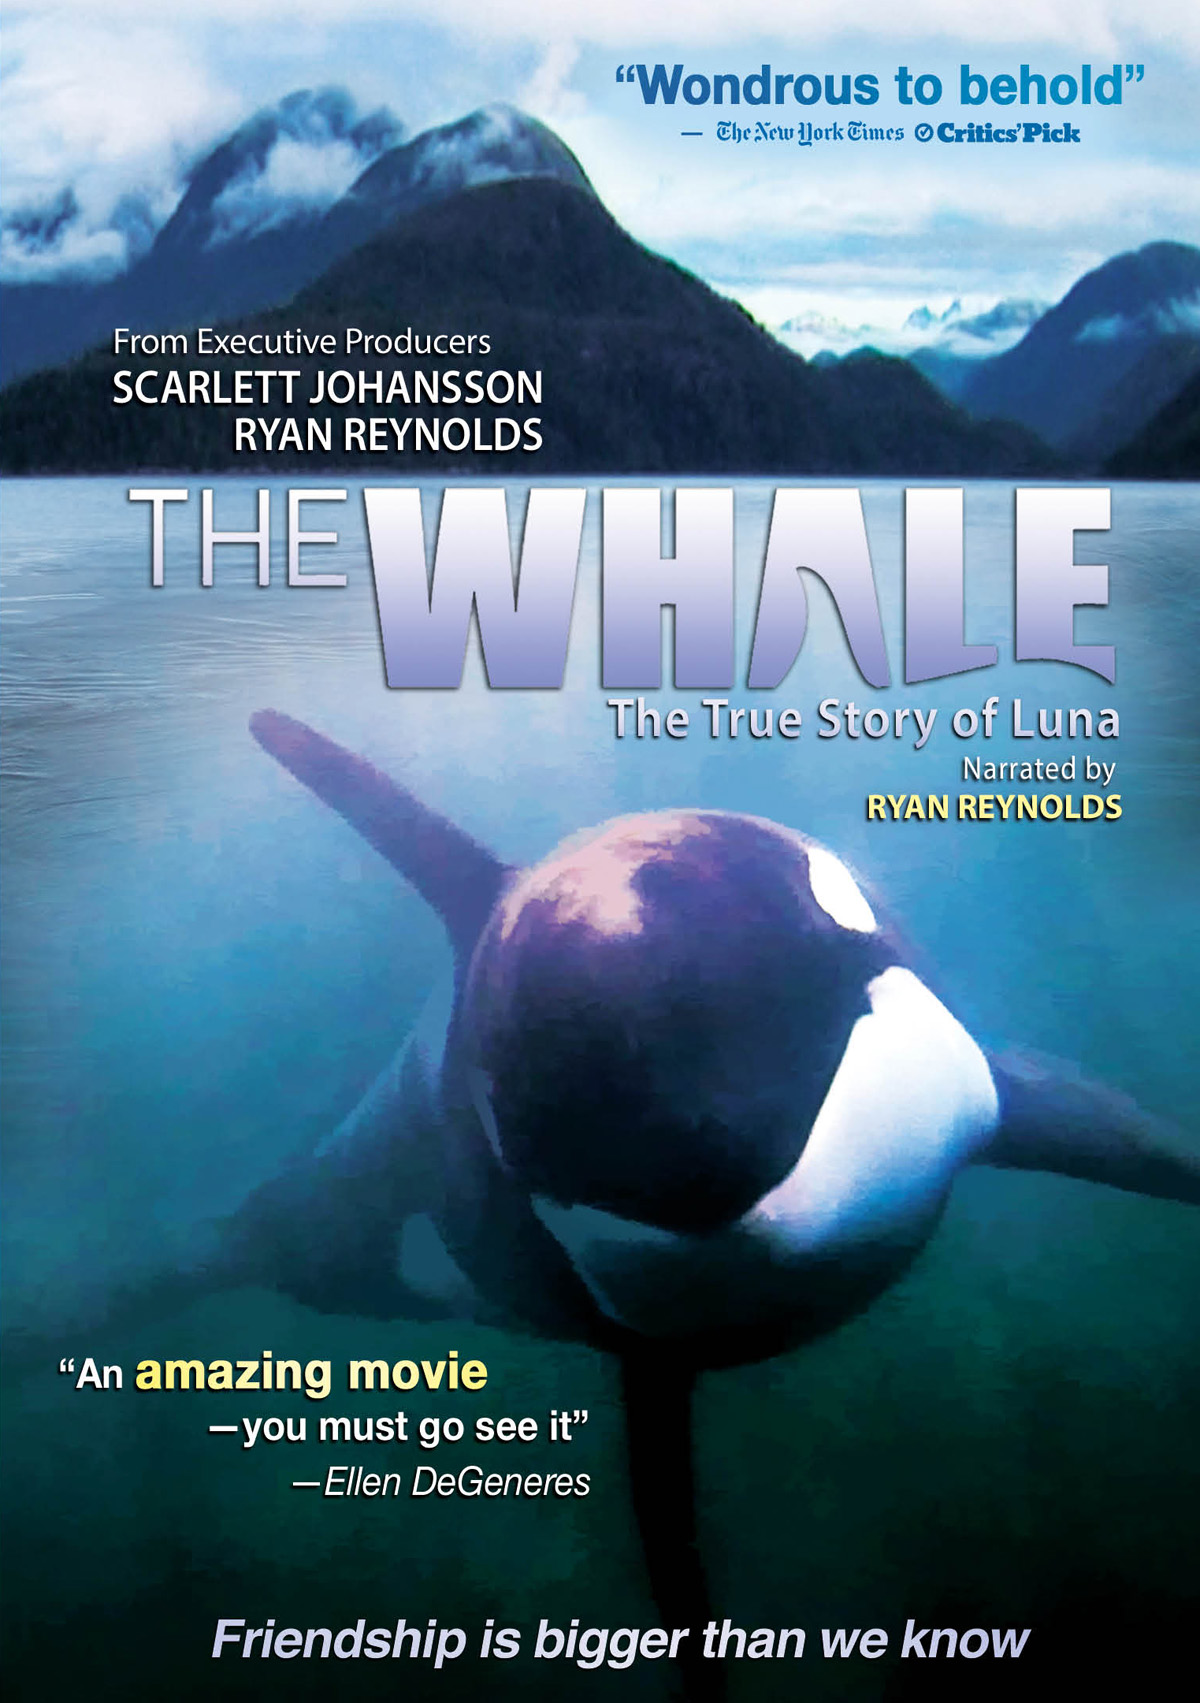 “Wondrous to behold”
— The New York Times Critics’ Pick
From Executive Producers
SCARLETT JOHANSSON
RYAN REYNOLDS
THE WHALE
The True Story of Luna
Narrated by
RYAN REYNOLDS
“An amazing movie
—you must go see it”
—Ellen DeGeneres
Friendship is bigger than we know